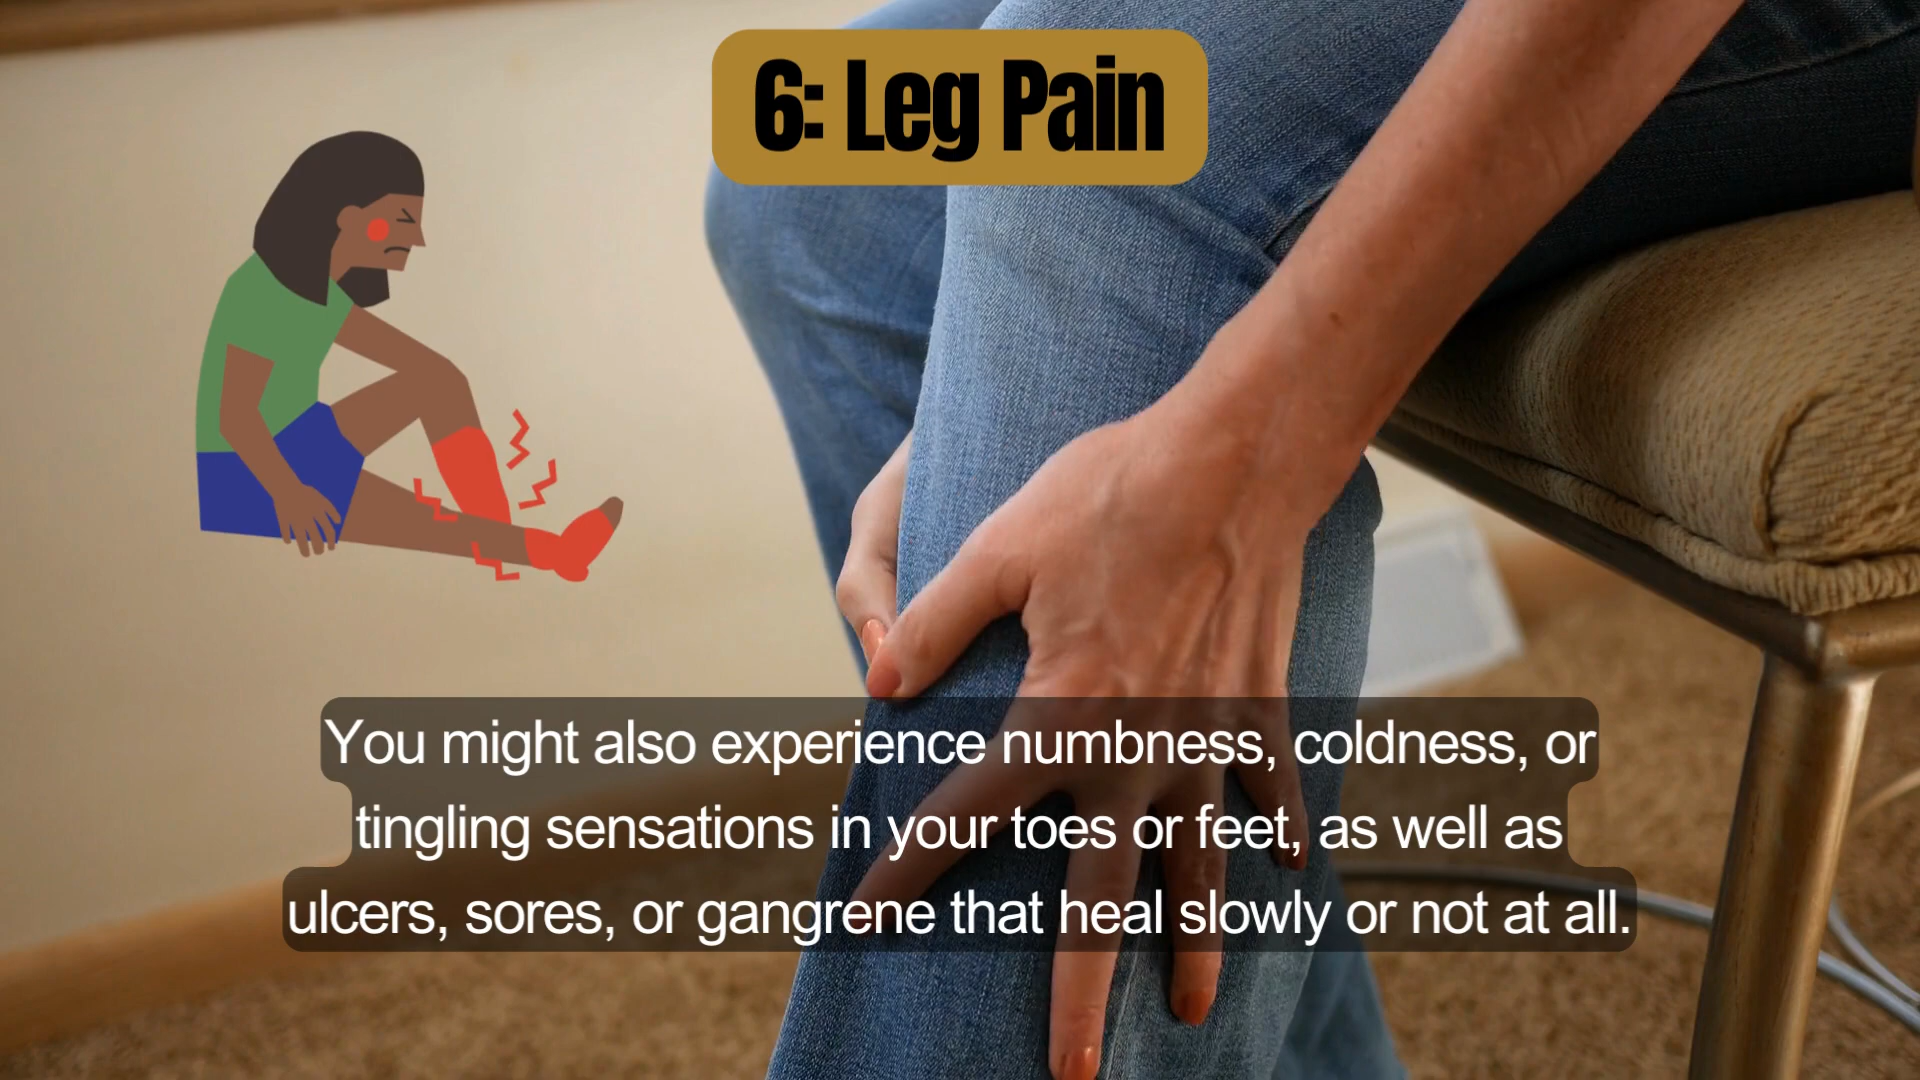 6: Leg Pain
You might also experience numbness, coldness, or
tingling sensations in your toes or feet, as well as
ulcers, sores, or gangrene that heal slowly or not at all.